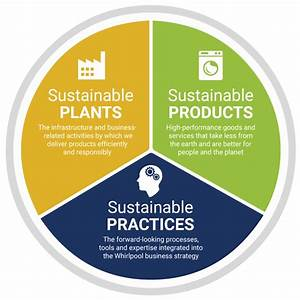 Sustainable
PLANTS
The infrastructure and business-
related activities by which we
deliver products efficiently
and responsibly
Sustainable
PRODUCTS
High-performance goods and
services that take less from
the earth and are better for
people and the planet
Sustainable
PRACTICES
The forward-looking processes,
tools and expertise integrated into
the Whirlpool business strategy